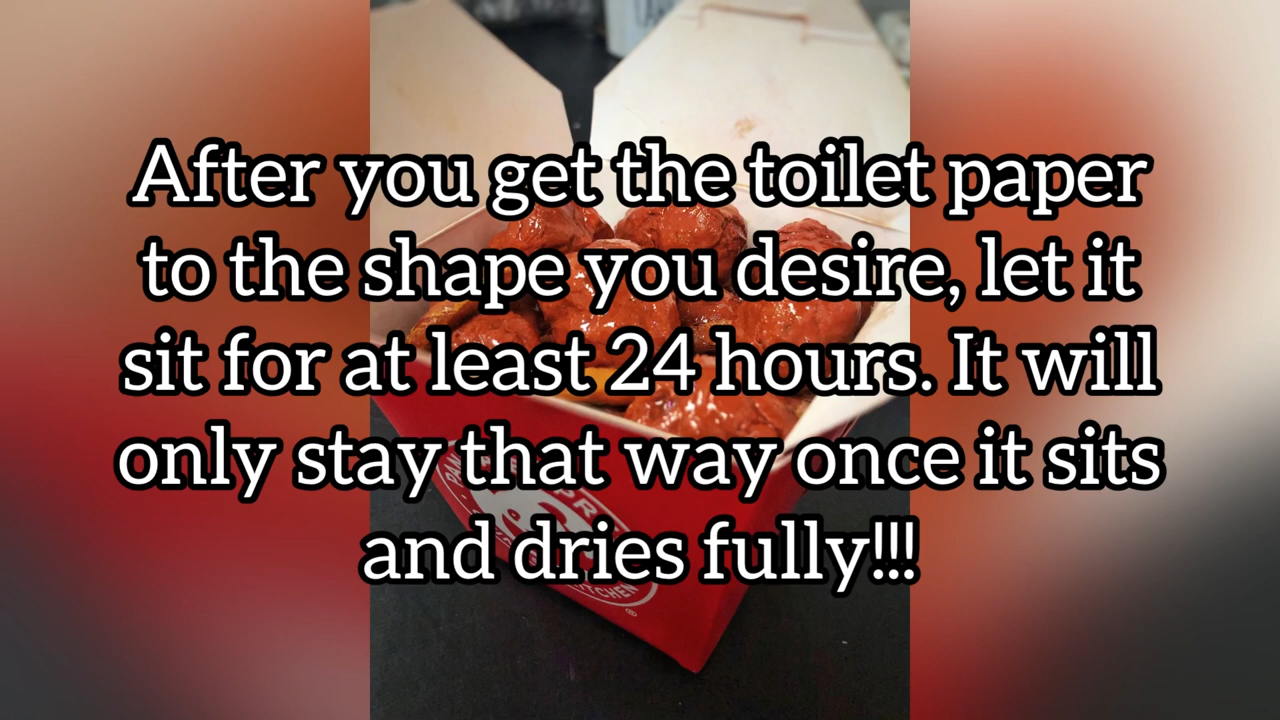 After you get the toilet paper
to the shape you desire, let it
sit for at least 24 hours. It will
only stay that way once it sits
and dries fully!!!